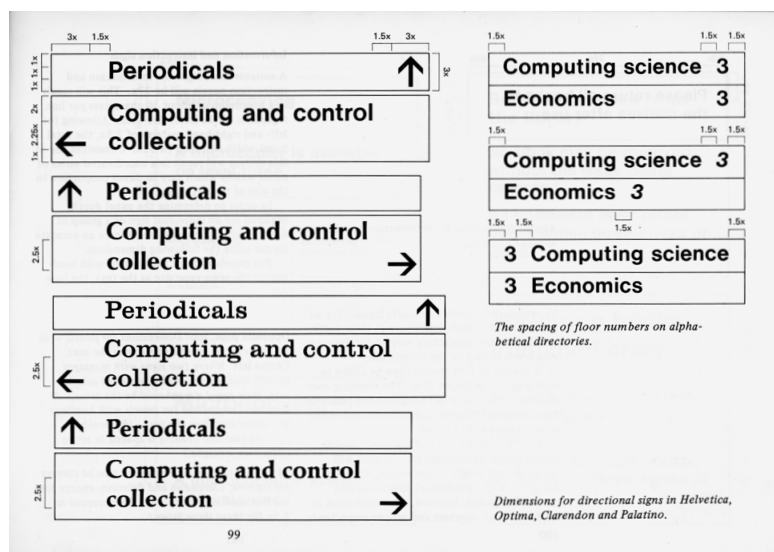 3x 1.5x 1.5x 3x
1x 1x 1x
Periodicals
3x
2x
2.25x
1x
Computing and control
collection
Periodicals
2.5x
Computing and control
collection
Periodicals
2.5x
Computing and control
collection
Periodicals
2.5x
Computing and control
collection
99
1.5x 1.5x 1.5x
Computing science 3
Economics 3
1.5x 1.5x
Computing science 3
Economics 3
1.5x
1.5x 1.5x 1.5x
3 Computing science
3 Economics
The spacing of floor numbers on alpha-
betical directories.
Dimensions for directional signs in Helvetica,
Optima, Clarendon and Palatino.